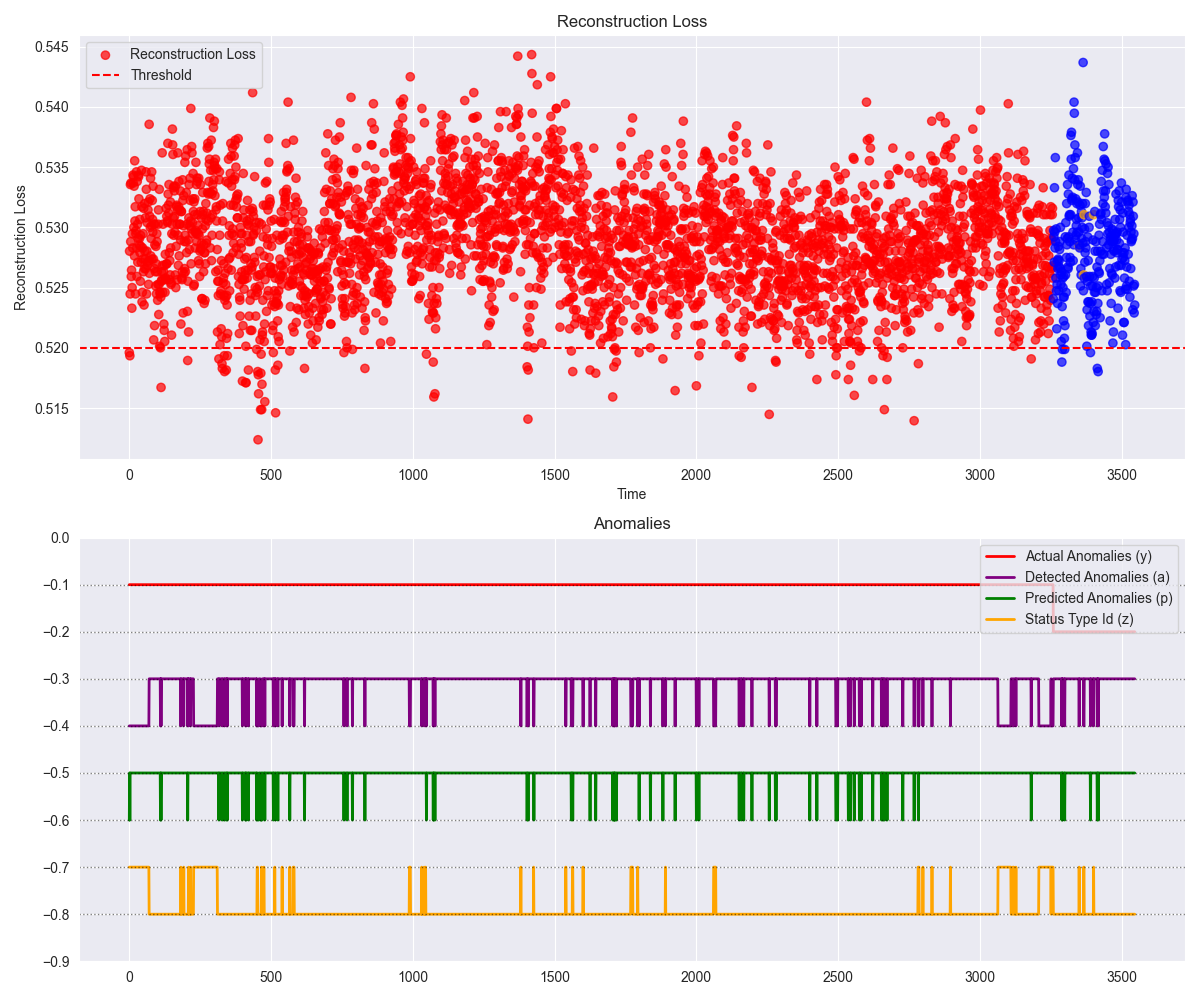 Reconstruction Loss
Reconstruction Loss
Threshold
0.545
0.540
0.535
0.530
0.525
0.520
0.515
Reconstruction Loss
0 500 1000 1500 2000 2500 3000 3500
Time
Anomalies
Actual Anomalies (y)
Detected Anomalies (a)
Predicted Anomalies (p)
Status Type Id (z)
0.0
−0.1
−0.2
−0.3
−0.4
−0.5
−0.6
−0.7
−0.8
−0.9
0 500 1000 1500 2000 2500 3000 3500